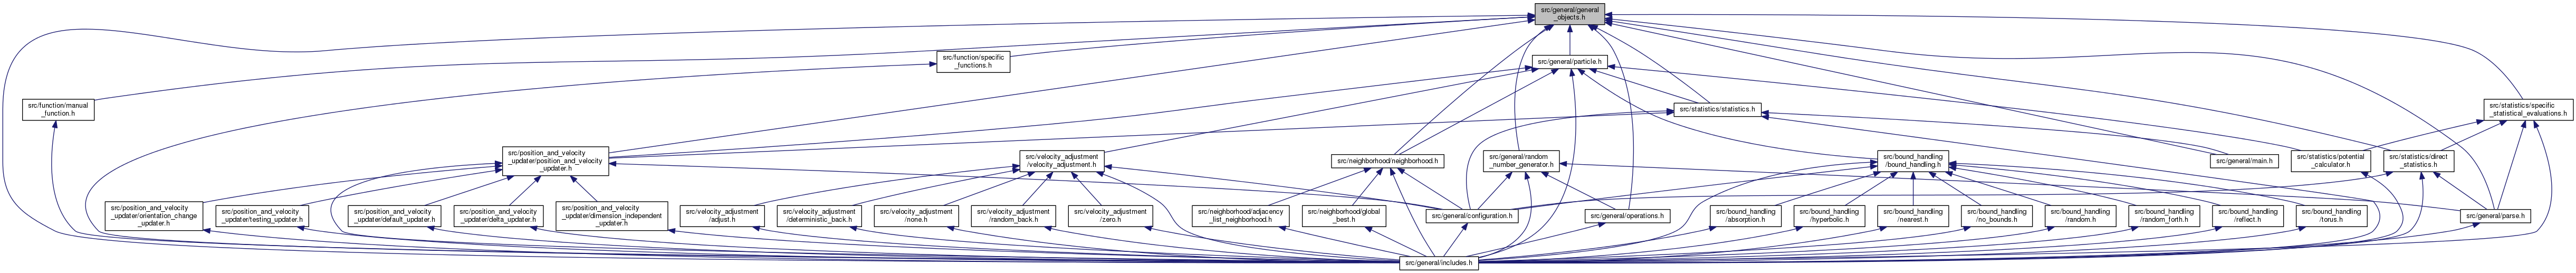 src/general/general
_objects.h
src/function/specific
_functions.h
src/general/particle.h
src/function/manual
_function.h
src/statistics/statistics.h
src/statistics/specific
_statistical_evaluations.h
src/position_and_velocity
_updater/position_and_velocity
_updater.h
src/velocity_adjustment
/velocity_adjustment.h
src/neighborhood/neighborhood.h
src/general/random
_number_generator.h
src/bound_handling
/bound_handling.h
src/general/main.h
src/statistics/potential
_calculator.h
src/statistics/direct
_statistics.h
src/position_and_velocity
_updater/orientation_change
_updater.h
src/position_and_velocity
_updater/testing_updater.h
src/position_and_velocity
_updater/default_updater.h
src/position_and_velocity
_updater/delta_updater.h
src/position_and_velocity
_updater/dimension_independent
_updater.h
src/velocity_adjustment
/adjust.h
src/velocity_adjustment
/deterministic_back.h
src/velocity_adjustment
/none.h
src/velocity_adjustment
/random_back.h
src/velocity_adjustment
/zero.h
src/neighborhood/adjacency
_list_neighborhood.h
src/neighborhood/global
_best.h
src/general/configuration.h
src/general/operations.h
src/bound_handling
/absorption.h
src/bound_handling
/hyperbolic.h
src/bound_handling
/nearest.h
src/bound_handling
/no_bounds.h
src/bound_handling
/random.h
src/bound_handling
/random_forth.h
src/bound_handling
/reflect.h
src/bound_handling
/torus.h
src/general/parse.h
src/general/includes.h